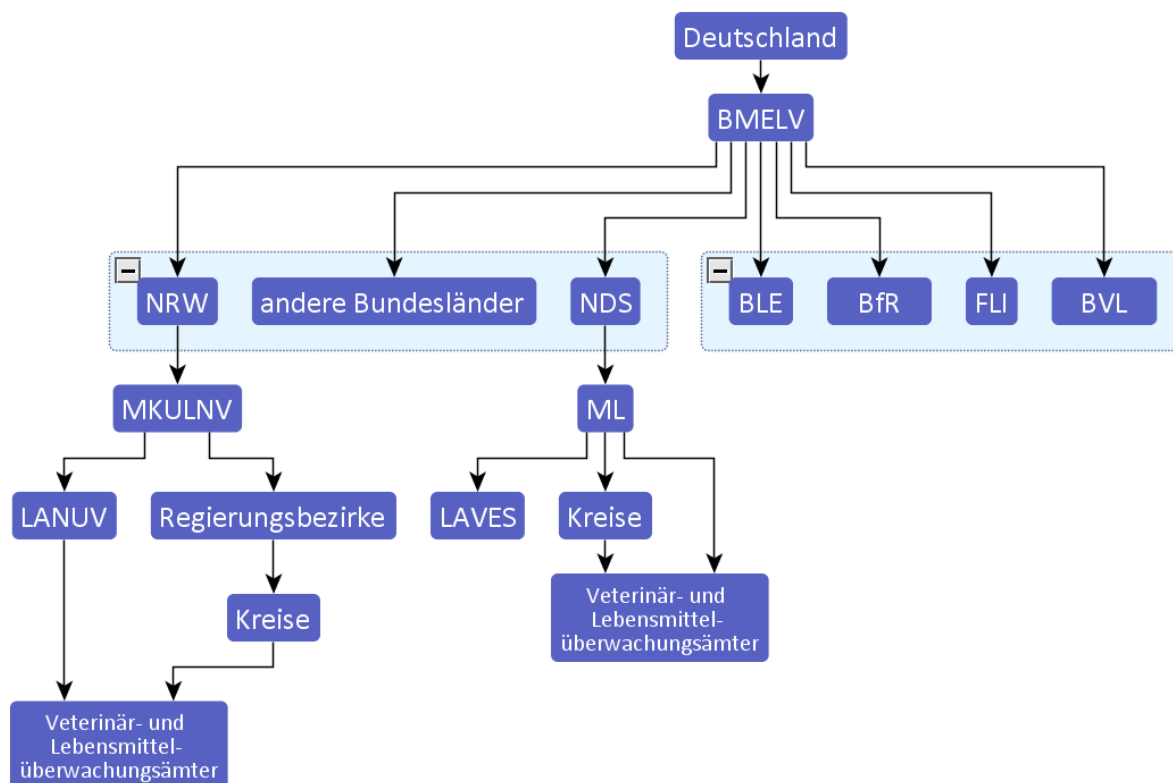 Deutschland
BMELV
NRW
andere Bundesländer
NDS
BLE
BfR
FLI
BVL
MKULNV
ML
LANUV
Regierungsbezirke
LAVES
Kreise
Veterinär- und
Lebensmittel-
überwachungsämter
Kreise
Veterinär- und
Lebensmittel-
überwachungsämter